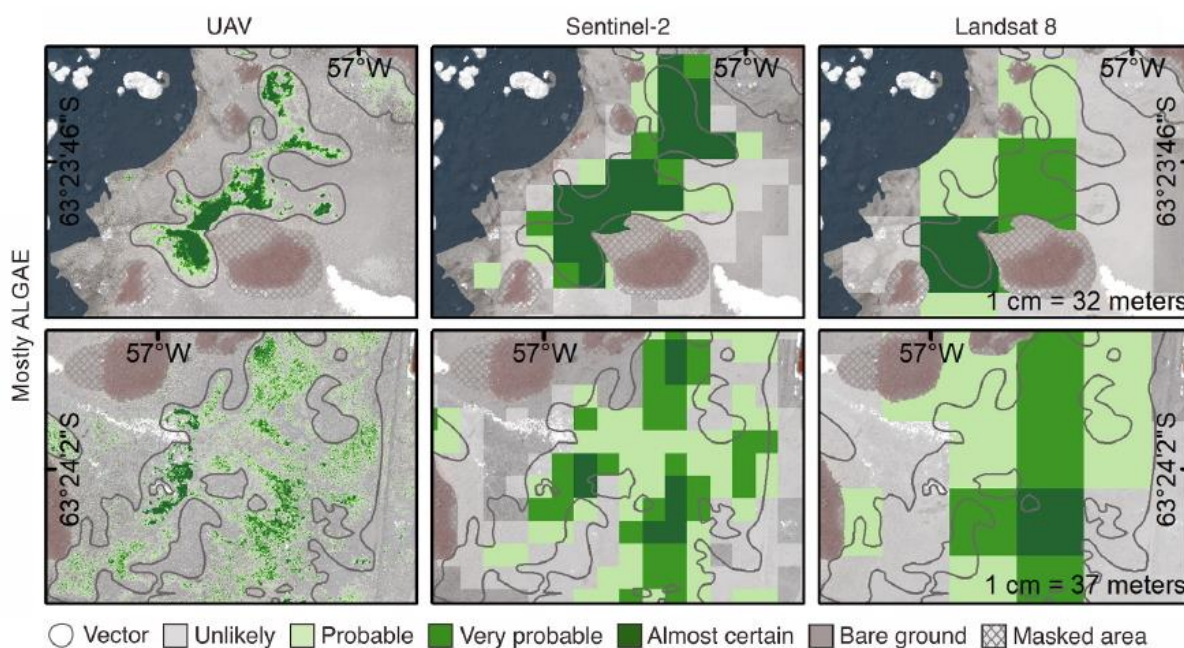 UAV
Sentinel-2
Landsat 8
Mostly ALGAE
57°W
63°23'46"S
57°W
57°W
63°23'46"S
1 cm = 32 meters
57°W
63°24'2"S
57°W
57°W
63°24'2"S
1 cm = 37 meters
Vector
Unlikely
Probable
Very probable
Almost certain
Bare ground
Masked area